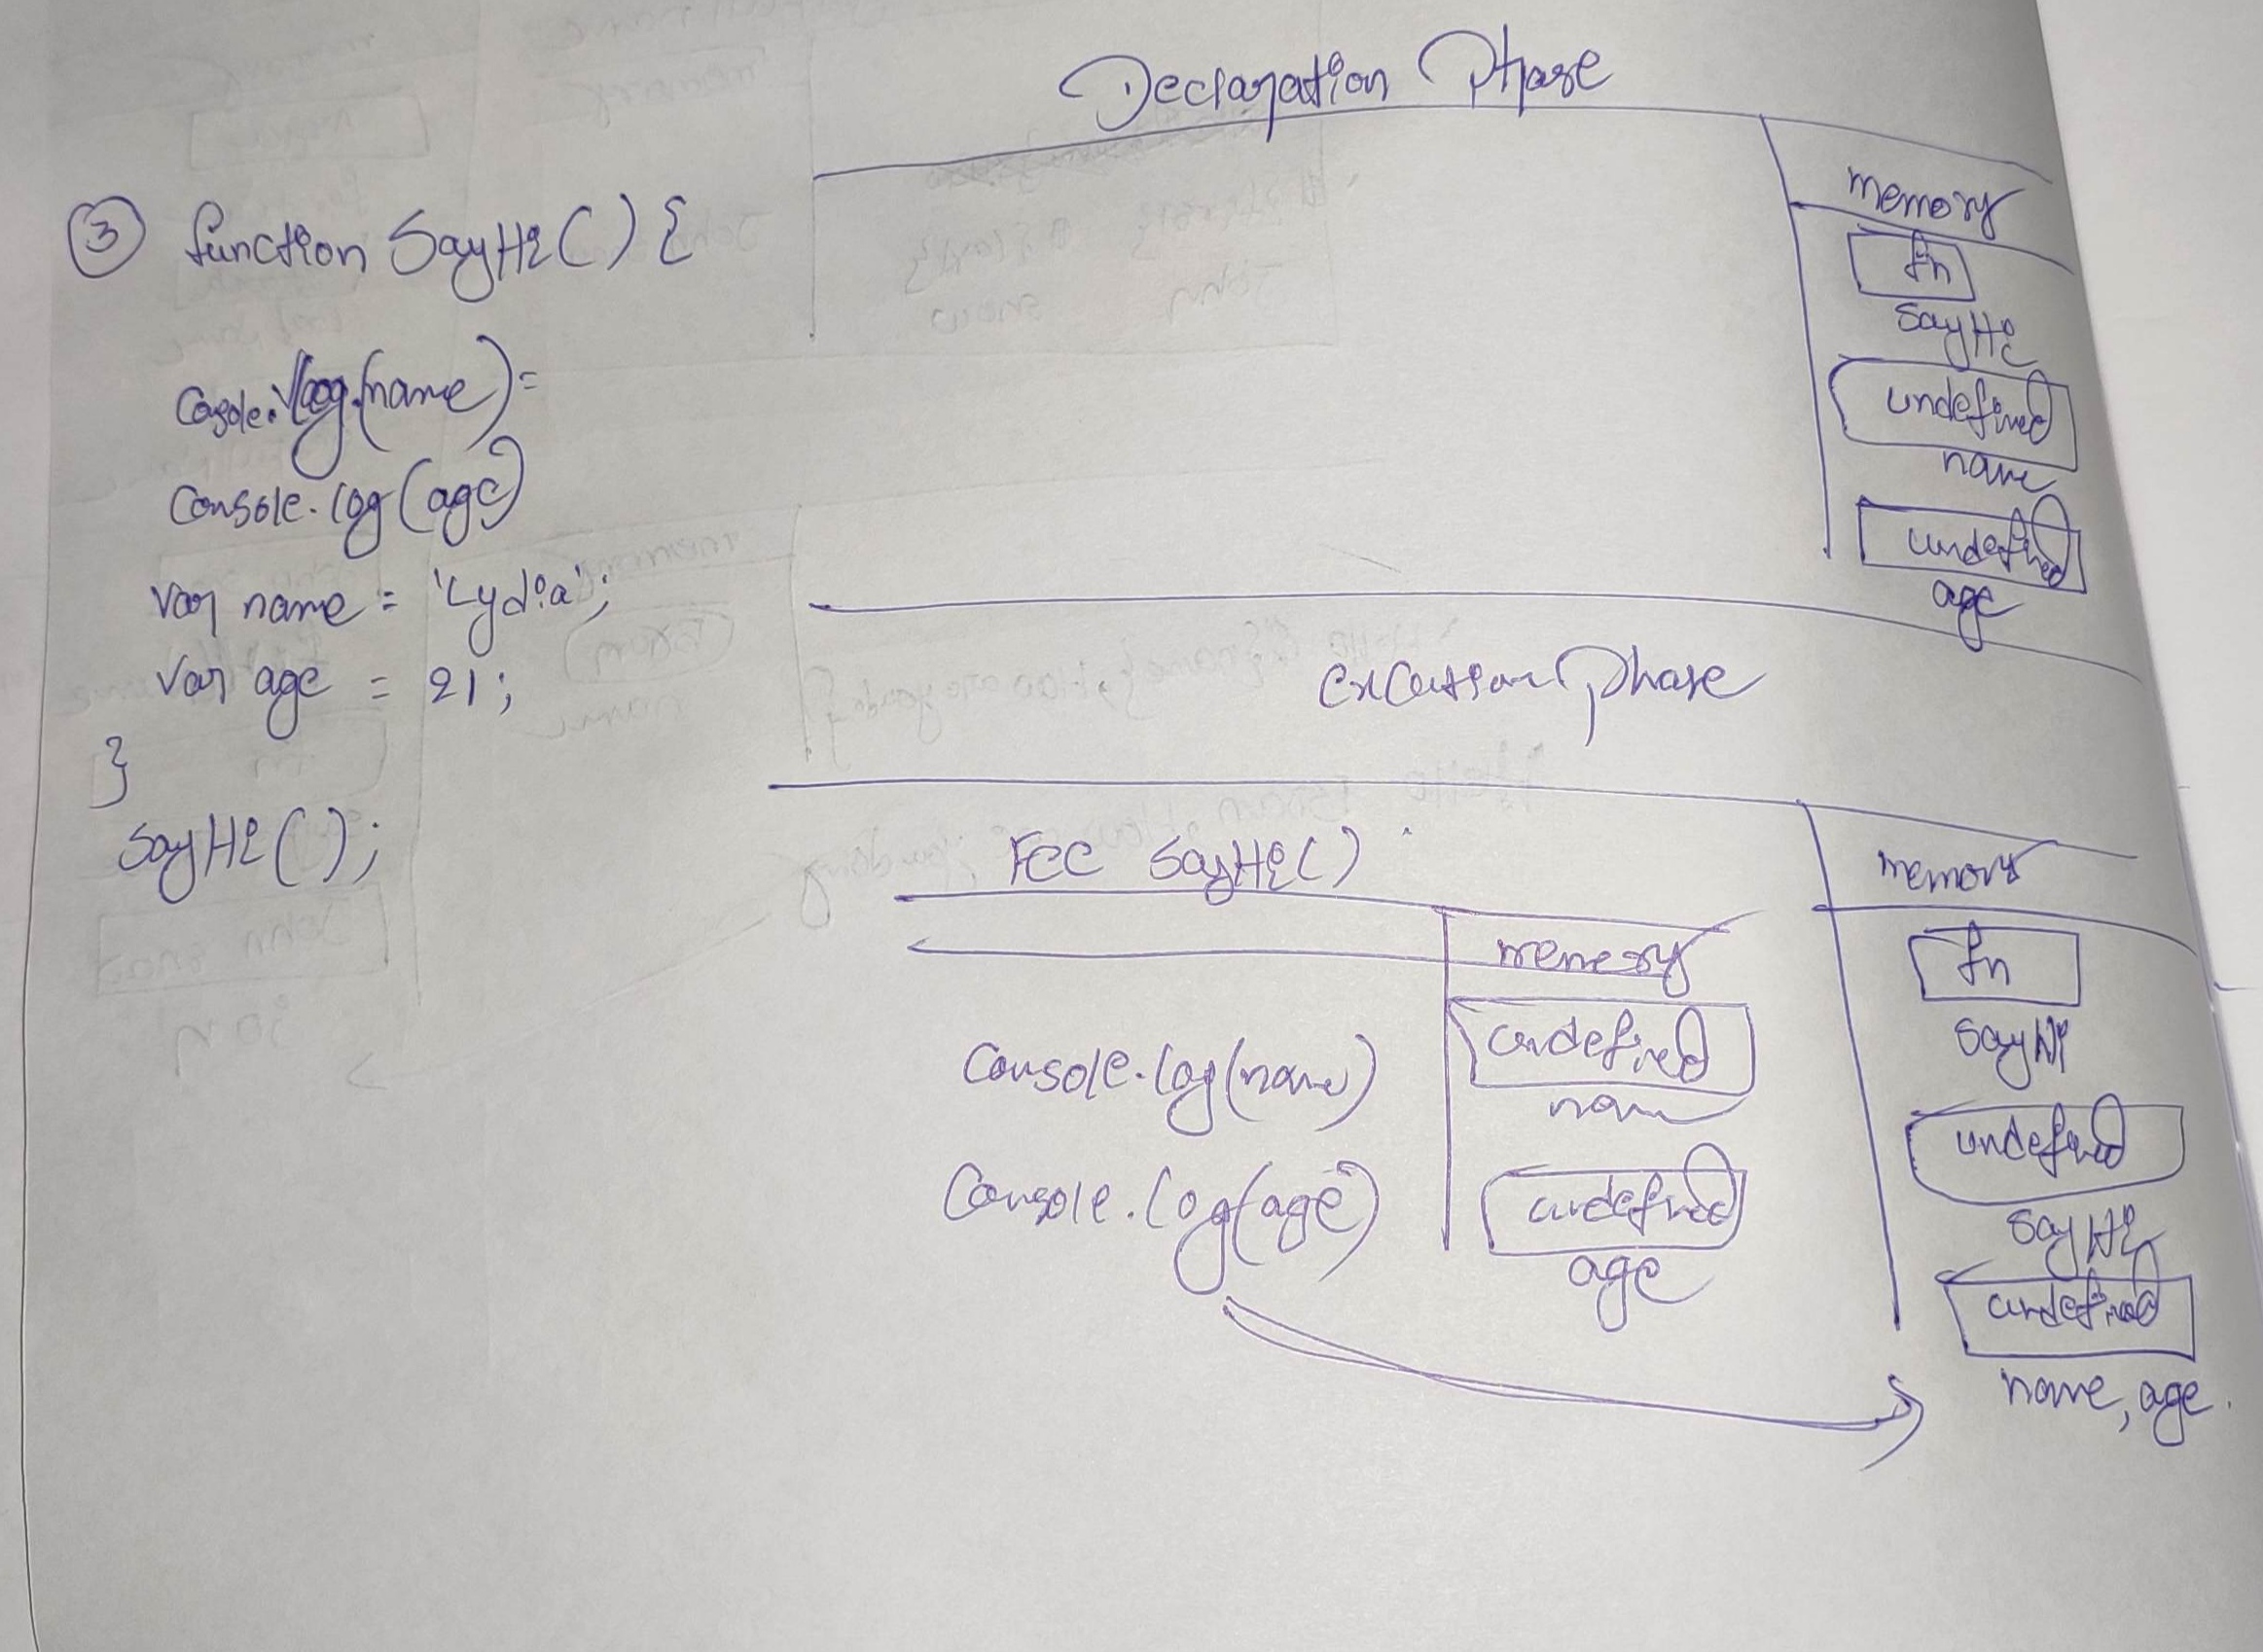 Declaration Phase
③ function SayHi() {
Console.log(name)=
Console.log(age)
var name = 'Lydia';
var age = 21;
}
SayHi();
memory
fn
SayHi
undefined
name
undefined
age
execution phase
FEC SayHi()
memory
Console.log(name)
undefined
name
Console.log(age)
undefined
age
memory
fn
SayHi
undefined
SayHi
undefined
name, age.